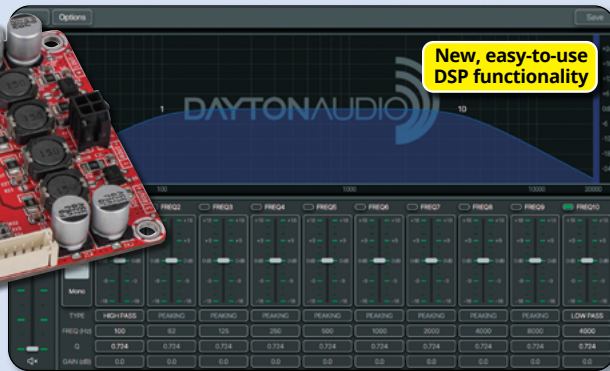 Options
Save
New, easy-to-use
DSP functionality
1 DAYTONAUDIO 10
100 1000 10000 20000
FREQ2 FREQ3 FREQ4 FREQ5 FREQ6 FREQ7 FREQ8 FREQ9 FREQ10
Mono
TYPE HIGH PASS PEAKING PEAKING PEAKING PEAKING PEAKING PEAKING PEAKING PEAKING LOW PASS
FREQ (Hz) 100 62 125 250 500 1000 2000 4000 8000 4000
Q 0.724 0.724 0.724 0.724 0.724 0.724 0.724 0.724 0.724 0.724
GAIN (dB) 0.0 0.0 0.0 0.0 0.0 0.0 0.0 0.0 0.0 0.0